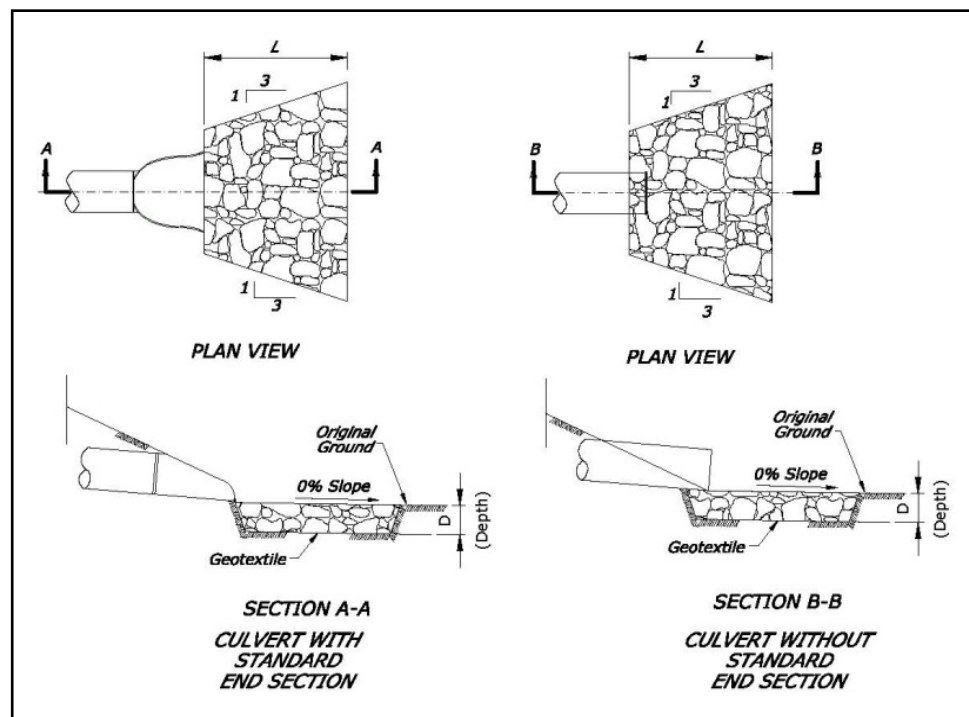 L
3
1
A
A
1
3
PLAN VIEW
Original
Ground
0% Slope
D
(Depth)
Geotextile
SECTION A-A
CULVERT WITH
STANDARD
END SECTION
L
3
1
B
B
1
3
PLAN VIEW
Original
Ground
0% Slope
D
(Depth)
Geotextile
SECTION B-B
CULVERT WITHOUT
STANDARD
END SECTION